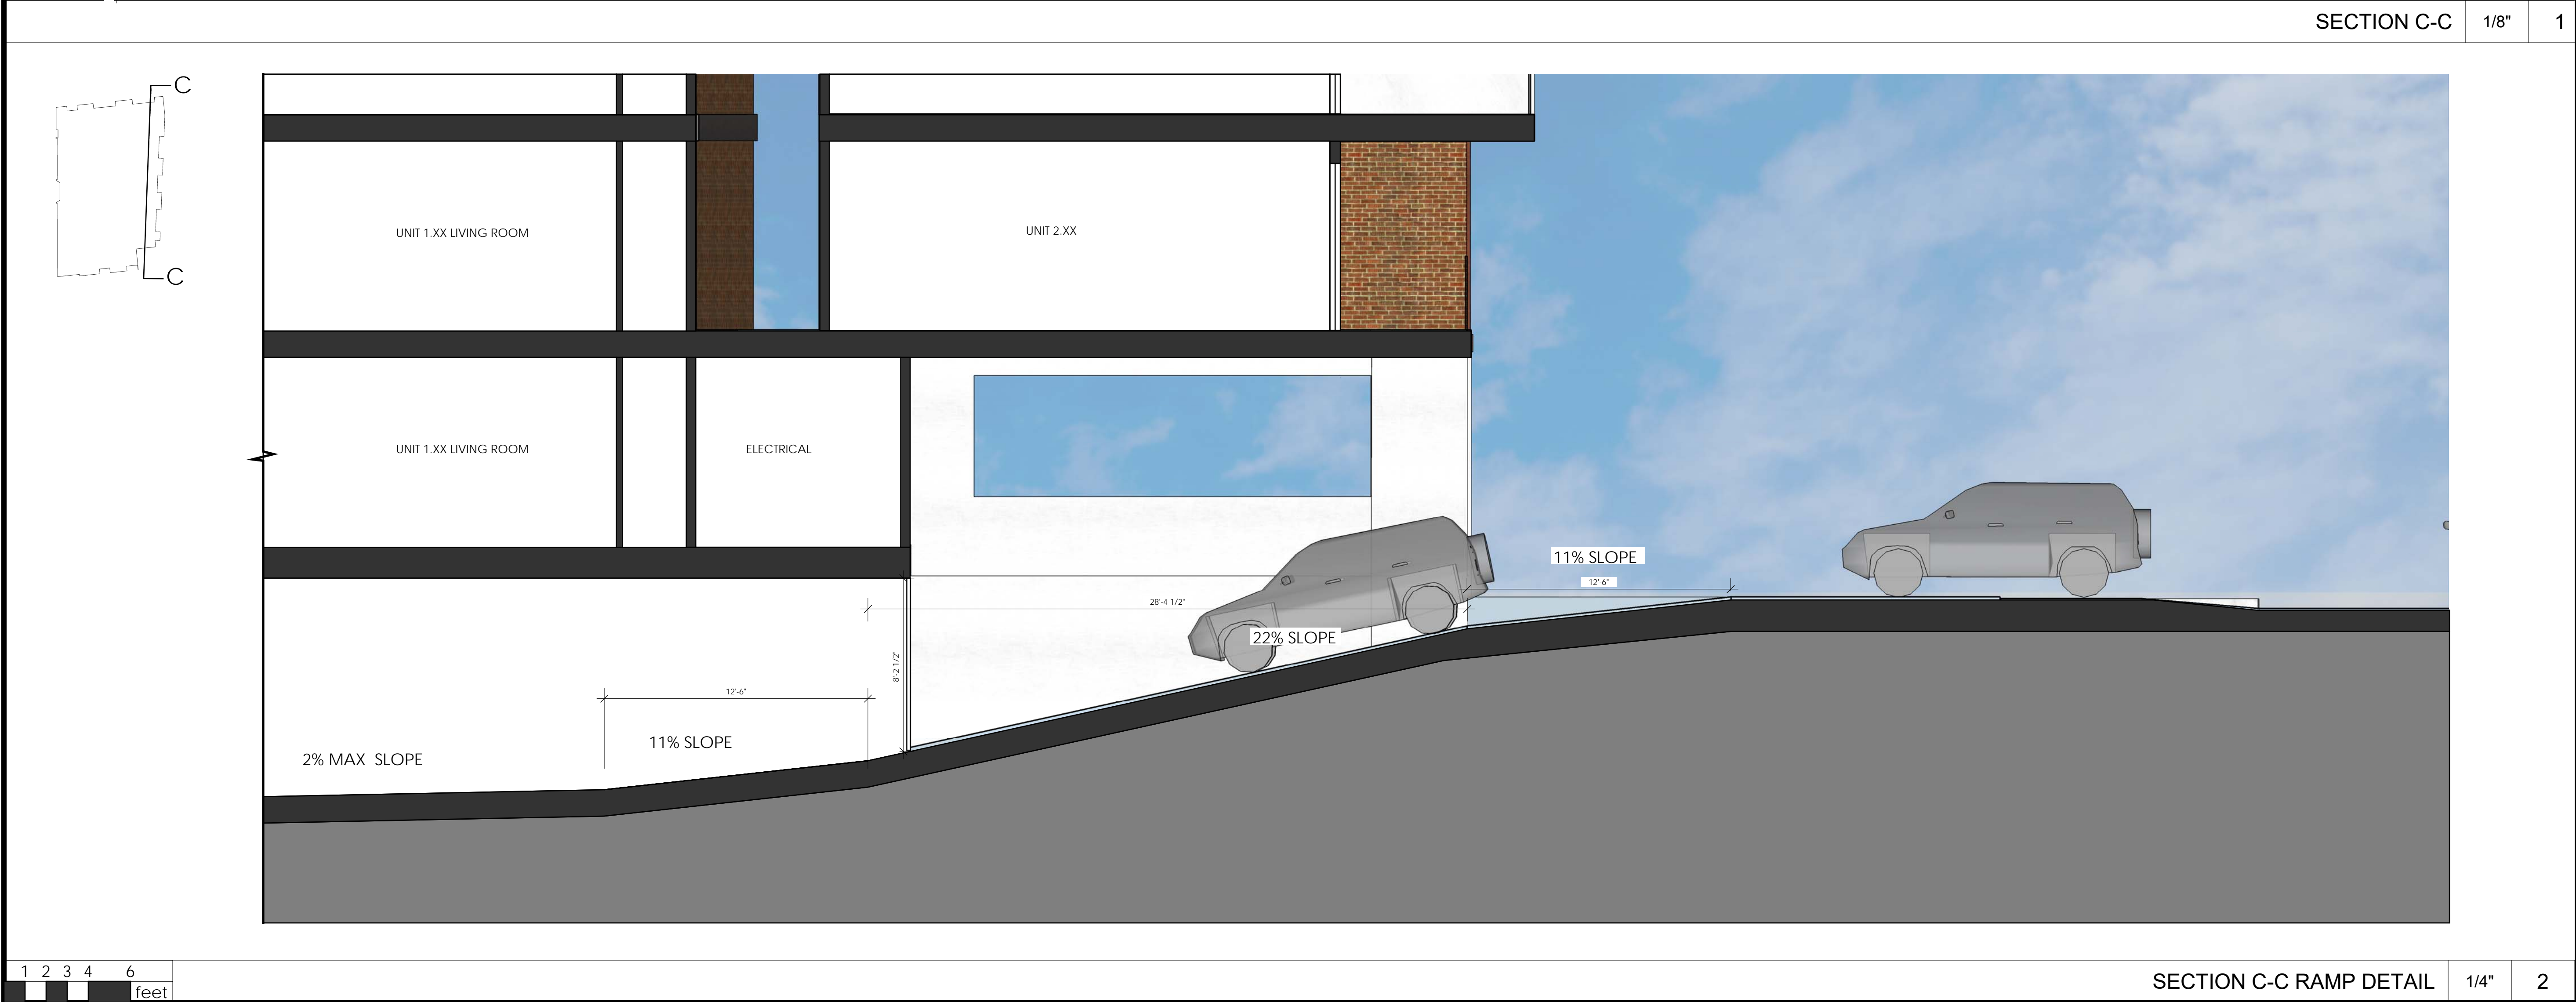 SECTION C-C 1/8" 1
C
C
UNIT 1.XX LIVING ROOM
UNIT 2.XX
UNIT 1.XX LIVING ROOM
ELECTRICAL
11% SLOPE
12'-6"
28'-4 1/2"
22% SLOPE
8'-2 1/2"
12'-6"
11% SLOPE
2% MAX SLOPE
1 2 3 4 6
feet
SECTION C-C RAMP DETAIL 1/4" 2